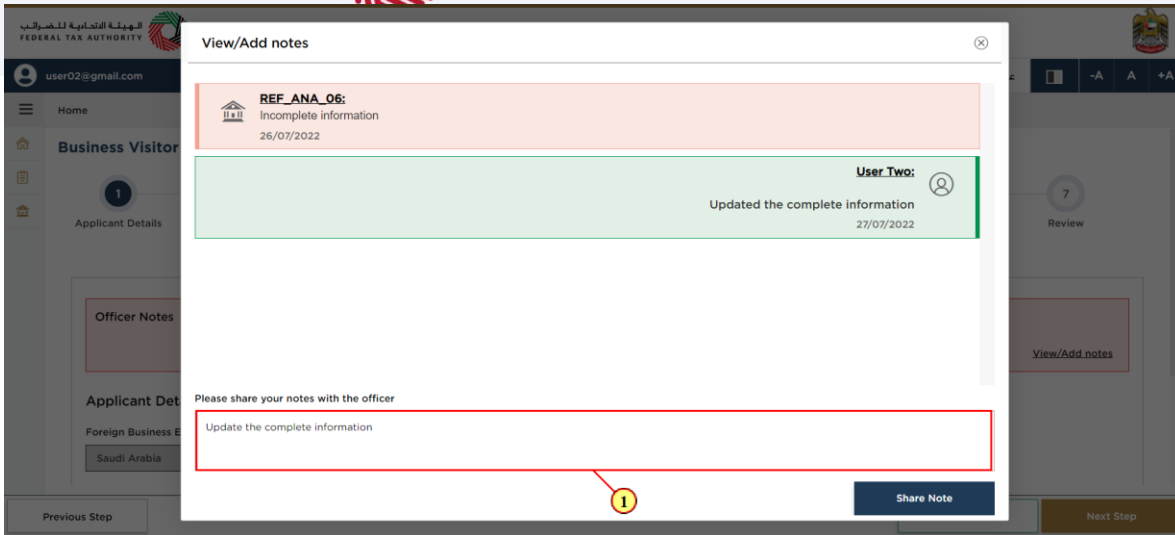 الهيئة الاتحادية للضرائب
FEDERAL TAX AUTHORITY
View/Add notes
user02@gmail.com
-A A +A
Home
REF_ANA_06:
Incomplete information
26/07/2022
Business Visitor
User Two:
Updated the complete information
27/07/2022
1
7
Applicant Details
Review
Officer Notes
View/Add notes
Please share your notes with the officer
Applicant Det
Update the complete information
Foreign Business E
Saudi Arabia
1
Share Note
Previous Step
Next Step